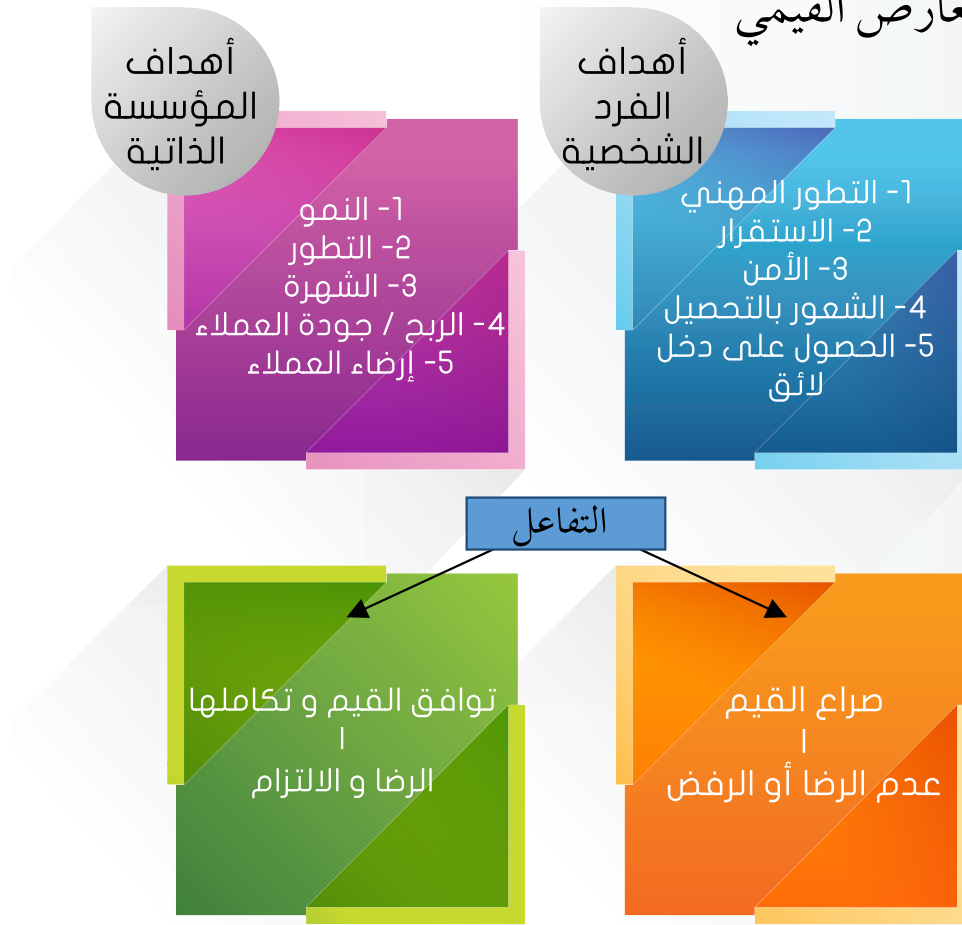 القيمي
أهداف
الفرد
الشخصية
1- التطور المهني
2- الاستقرار
3- الأمن
4- الشعور بالتحصيل
5- الحصول على دخل
لائق
أهداف
المؤسسة
الذاتية
1- النمو
2- التطور
3- الشهرة
4- الربح / جودة العملاء
5- إرضاء العملاء
التفاعل
صراع القيم
ا
عدم الرضا أو الرفض
توافق القيم و تكاملها
ا
الرضا و الالتزام